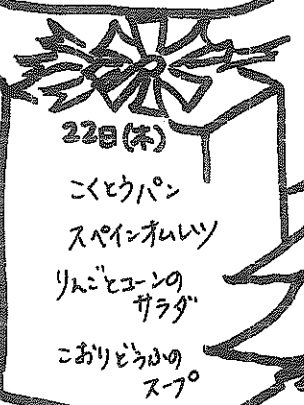 22日(木)
こくとうパン
スペインオムレツ
りんごとコーンの
サラダ
こおりどうふの
スープ